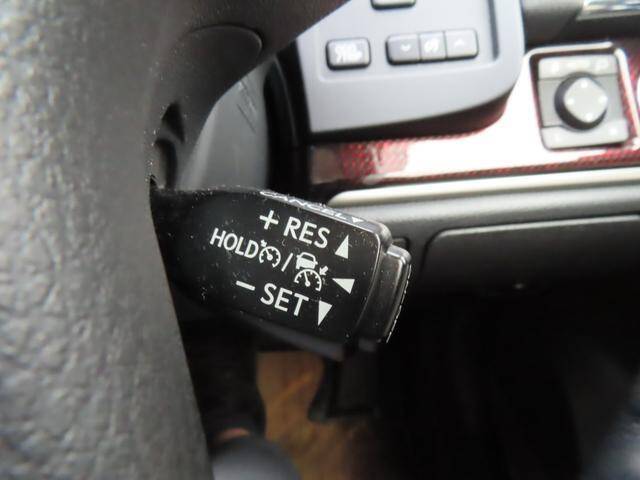 CANCEL
+ RES ▲
HOLD / ◀
− SET ▼